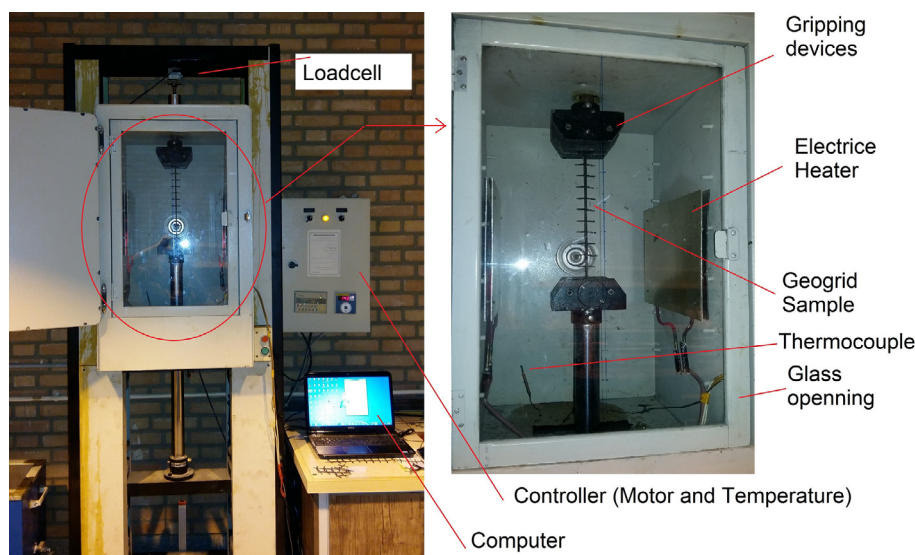 Loadcell
Gripping
devices
Electrice
Heater
Geogrid
Sample
Thermocouple
Glass
openning
Controller (Motor and Temperature)
Computer